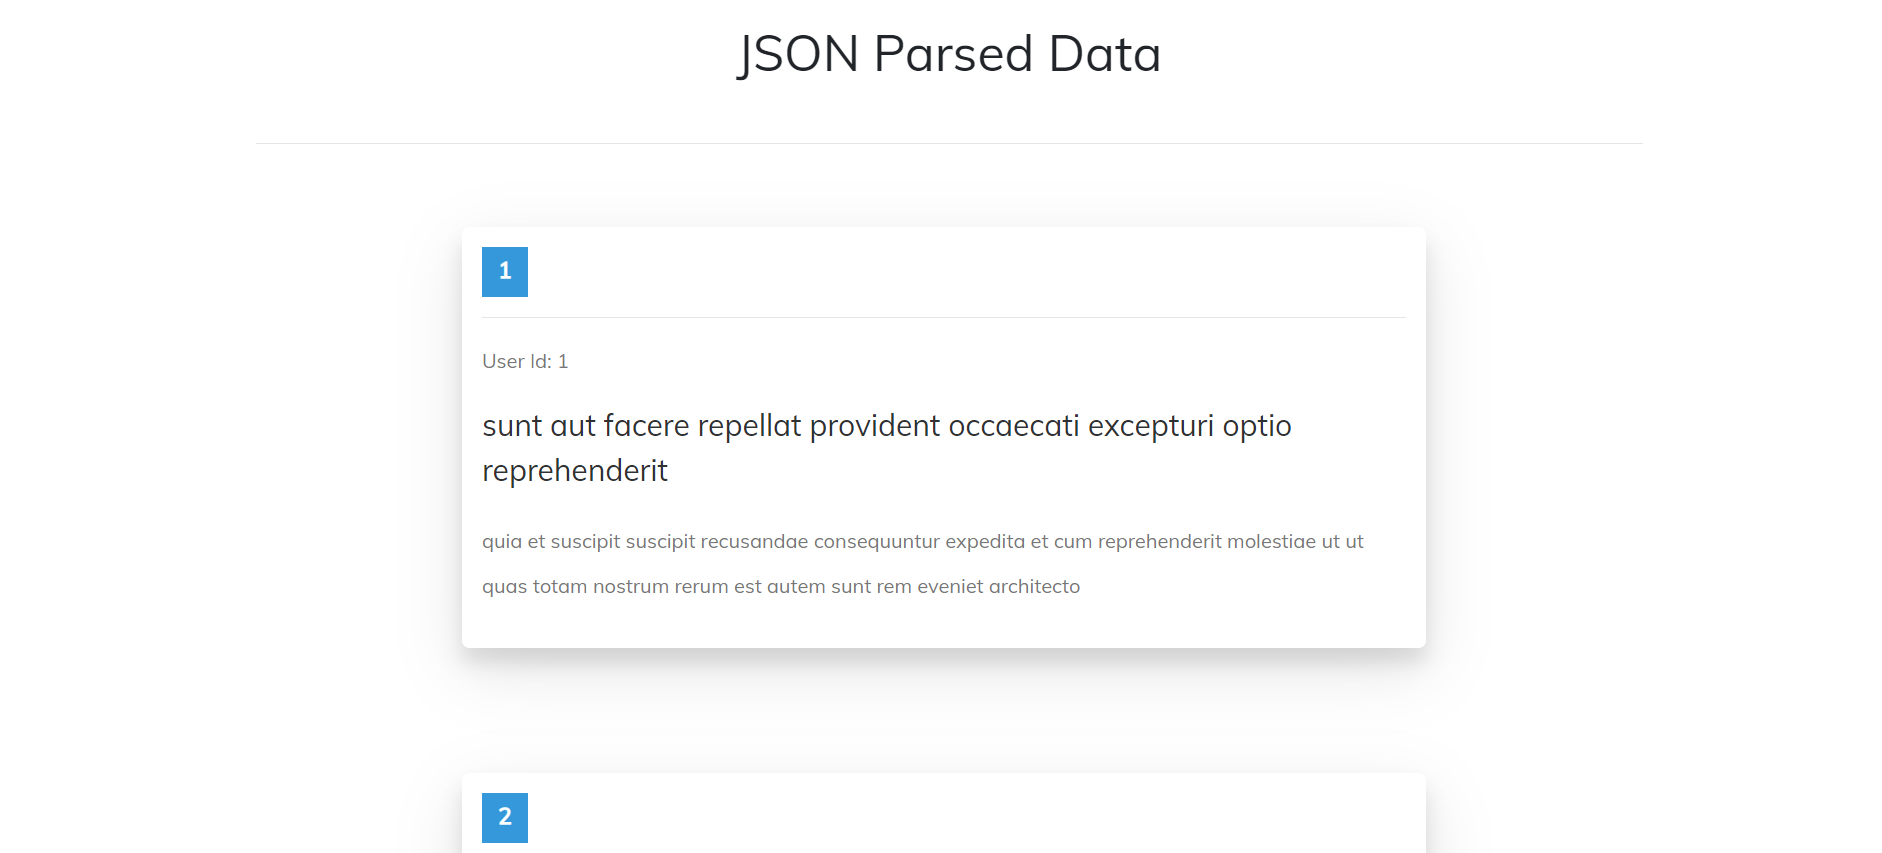 JSON Parsed Data
1
User Id: 1
sunt aut facere repellat provident occaecati excepturi optio
reprehenderit
quia et suscipit suscipit recusandae consequuntur expedita et cum reprehenderit molestiae ut ut
quas totam nostrum rerum est autem sunt rem eveniet architecto
2